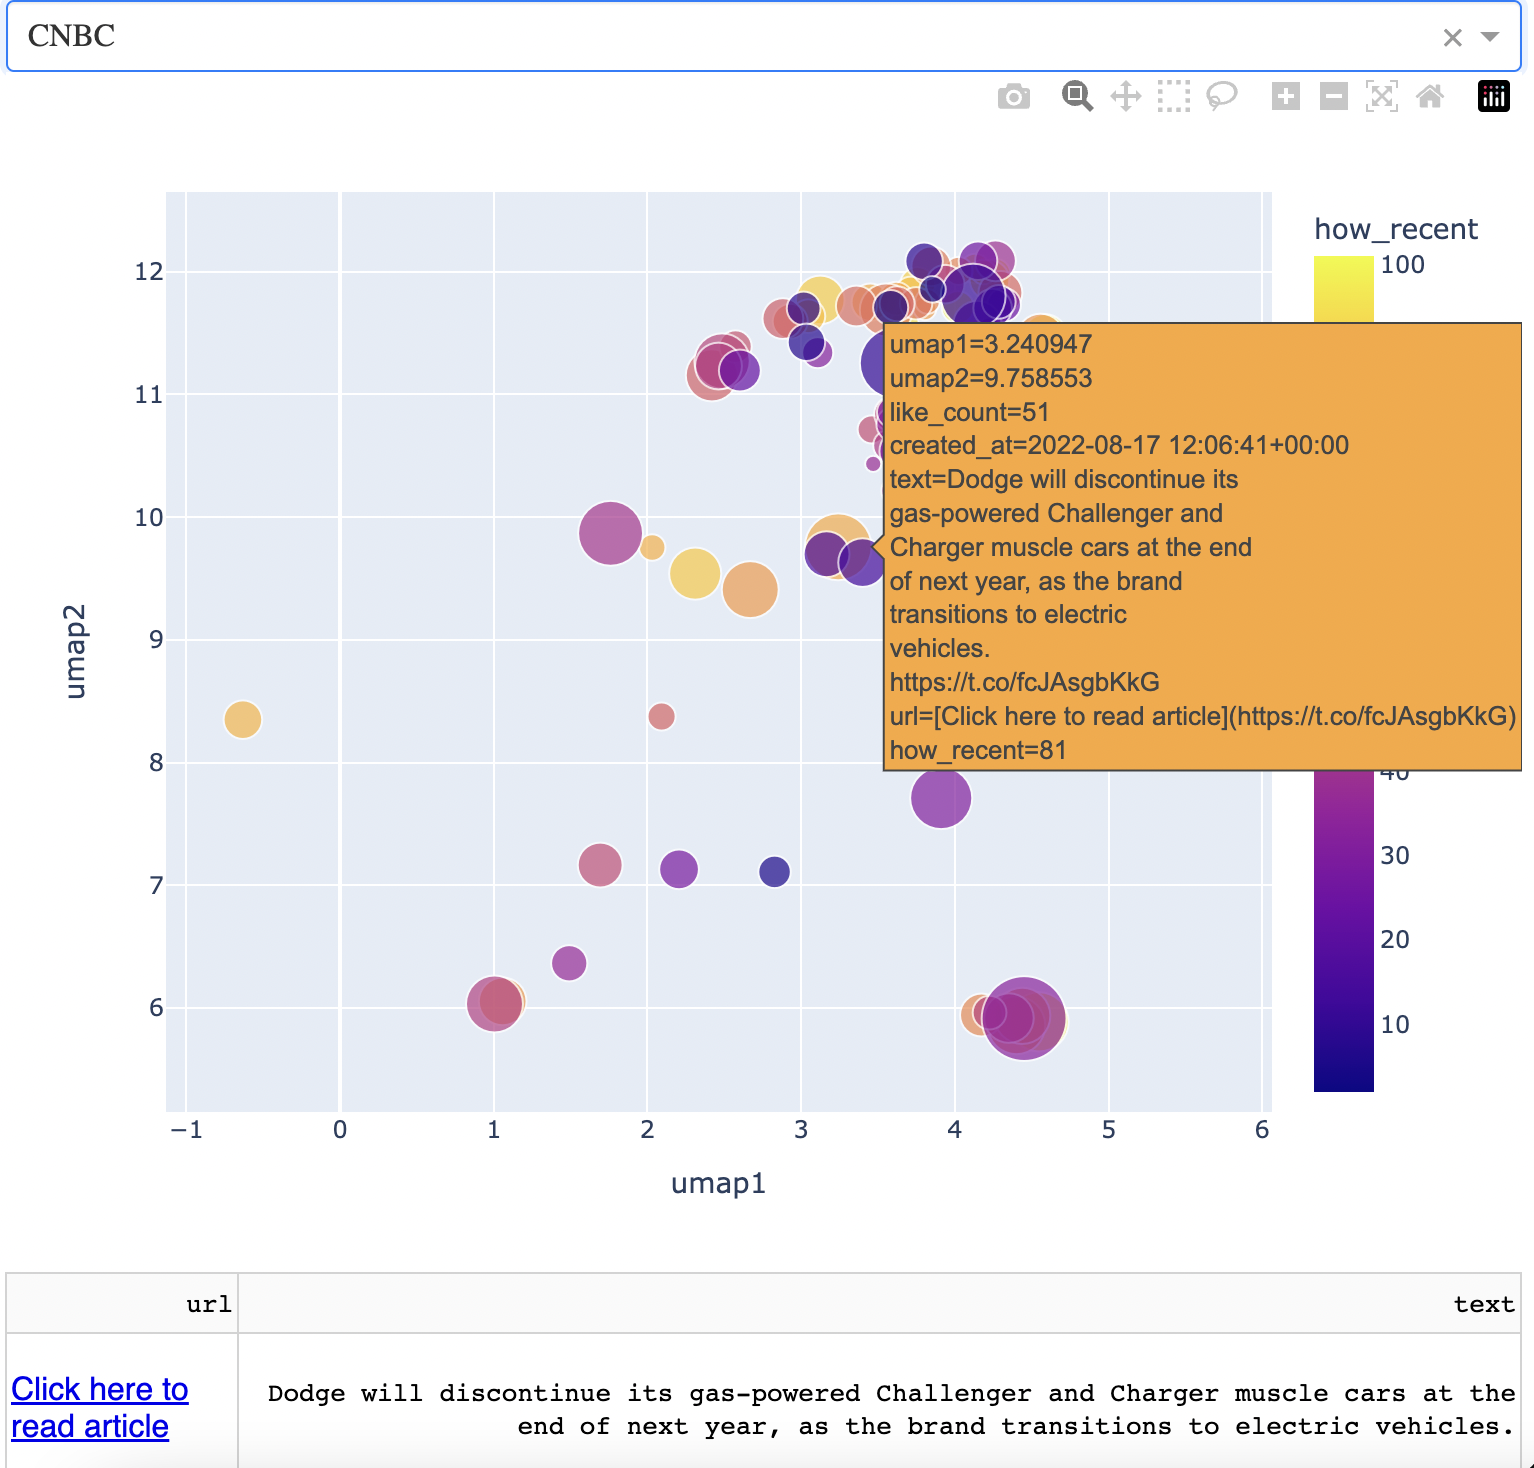 CNBC
how_recent
100
12
11
10
9
8
7
6
umap2
umap1=3.240947
umap2=9.758553
like_count=51
created_at=2022-08-17 12:06:41+00:00
text=Dodge will discontinue its
gas-powered Challenger and
Charger muscle cars at the end
of next year, as the brand
transitions to electric
vehicles.
https://t.co/fcJAsgbKkG
url=[Click here to read article](https://t.co/fcJAsgbKkG)
how_recent=81
40
30
20
10
−1 0 1 2 3 4 5 6
umap1
url text
Click here to
read article
Dodge will discontinue its gas-powered Challenger and Charger muscle cars at the
end of next year, as the brand transitions to electric vehicles.